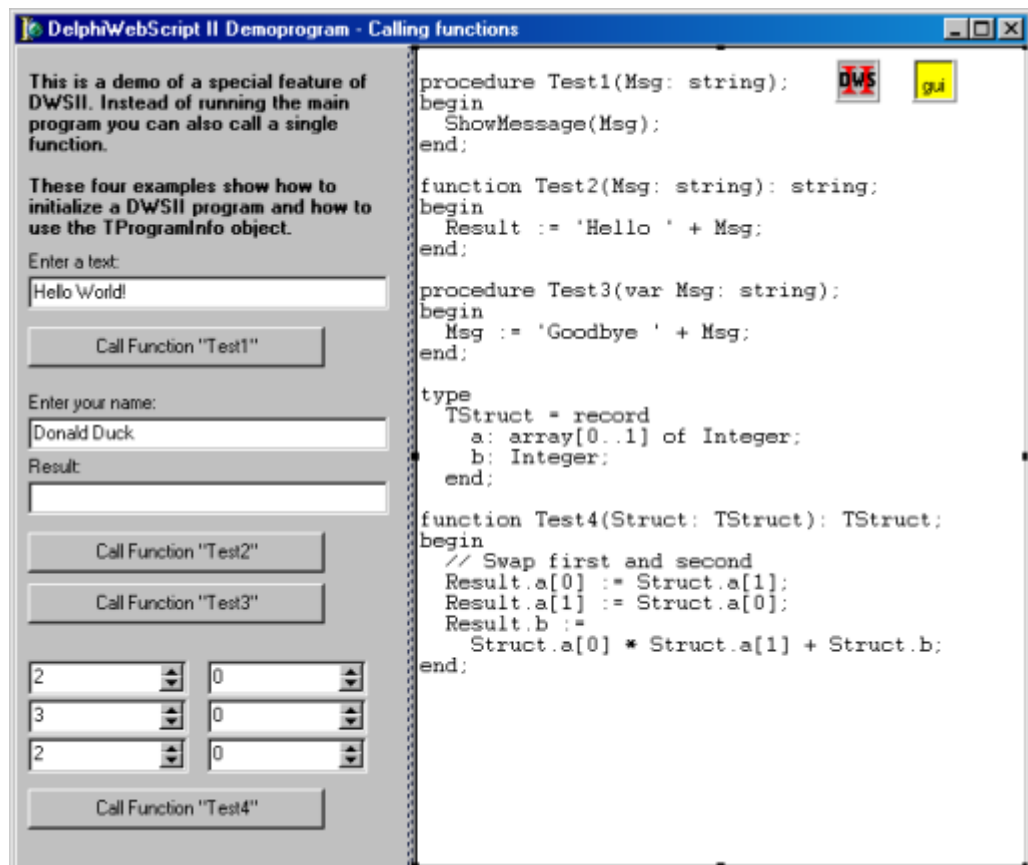 DelphiWebScript II Demoprogram - Calling functions
This is a demo of a special feature of
DWSII. Instead of running the main
program you can also call a single
function.
These four examples show how to
initialize a DWSII program and how to
use the TProgramInfo object.
Enter a text:
Hello World!
Call Function "Test1"
Enter your name:
Donald Duck
Result:
Call Function "Test2"
Call Function "Test3"
2 0
3 0
2 0
Call Function "Test4"
procedure Test1(Msg: string);
begin
  ShowMessage(Msg);
end;
function Test2(Msg: string): string;
begin
  Result := 'Hello ' + Msg;
end;
procedure Test3(var Msg: string);
begin
  Msg := 'Goodbye ' + Msg;
end;
type
  TStruct = record
    a: array[0..1] of Integer;
    b: Integer;
  end;
function Test4(Struct: TStruct): TStruct;
begin
  // Swap first and second
  Result.a[0] := Struct.a[1];
  Result.a[1] := Struct.a[0];
  Result.b :=
    Struct.a[0] * Struct.a[1] + Struct.b;
end;
DWS II
gui